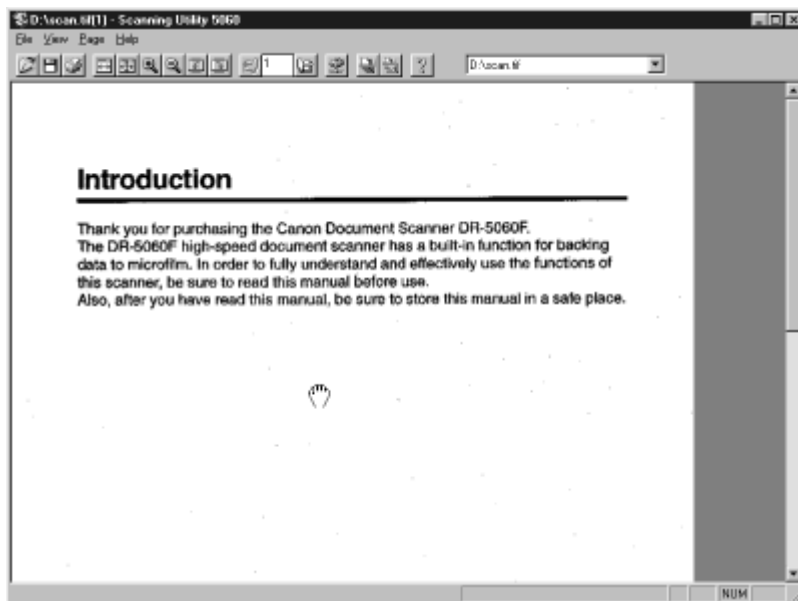 D:\scan.tif(1) - Scanning Utility 5060
File View Page Help
1 ? D:\scan.tif
Introduction
Thank you for purchasing the Canon Document Scanner DR-5060F.
The DR-5060F high-speed document scanner has a built-in function for backing
data to microfilm. In order to fully understand and effectively use the functions of
this scanner, be sure to read this manual before use.
Also, after you have read this manual, be sure to store this manual in a safe place.
NUM